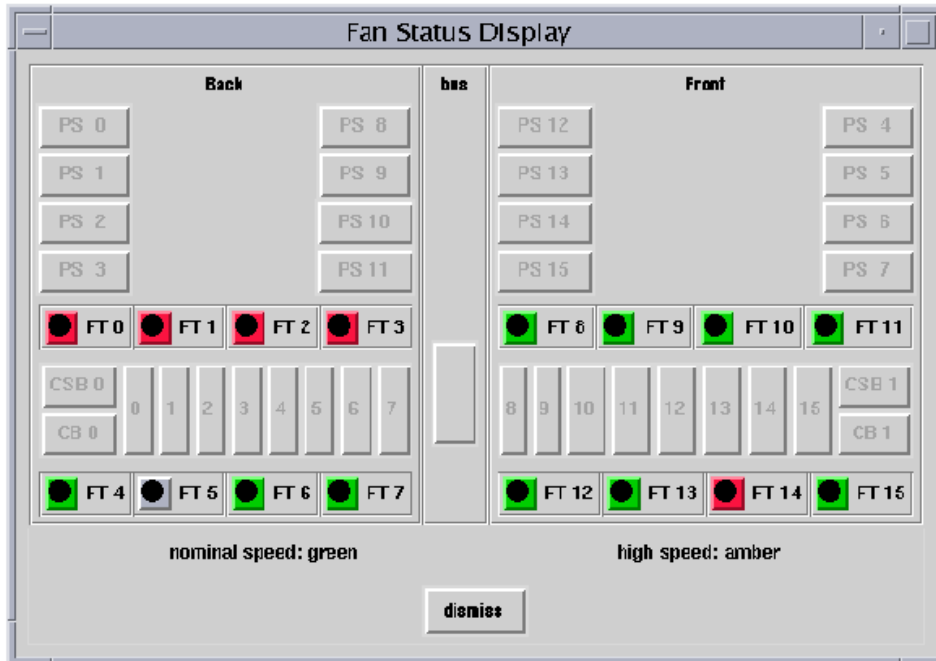 Fan Status Display
Back bus Front
PS 0 PS 8 PS 12 PS 4
PS 1 PS 9 PS 13 PS 5
PS 2 PS 10 PS 14 PS 6
PS 3 PS 11 PS 15 PS 7
FT 0 FT 1 FT 2 FT 3 FT 8 FT 9 FT 10 FT 11
CSB 0 CSB 1
0 1 2 3 4 5 6 7 8 9 10 11 12 13 14 15
CB 0 CB 1
FT 4 FT 5 FT 6 FT 7 FT 12 FT 13 FT 14 FT 15
nominal speed: green high speed: amber
dismiss